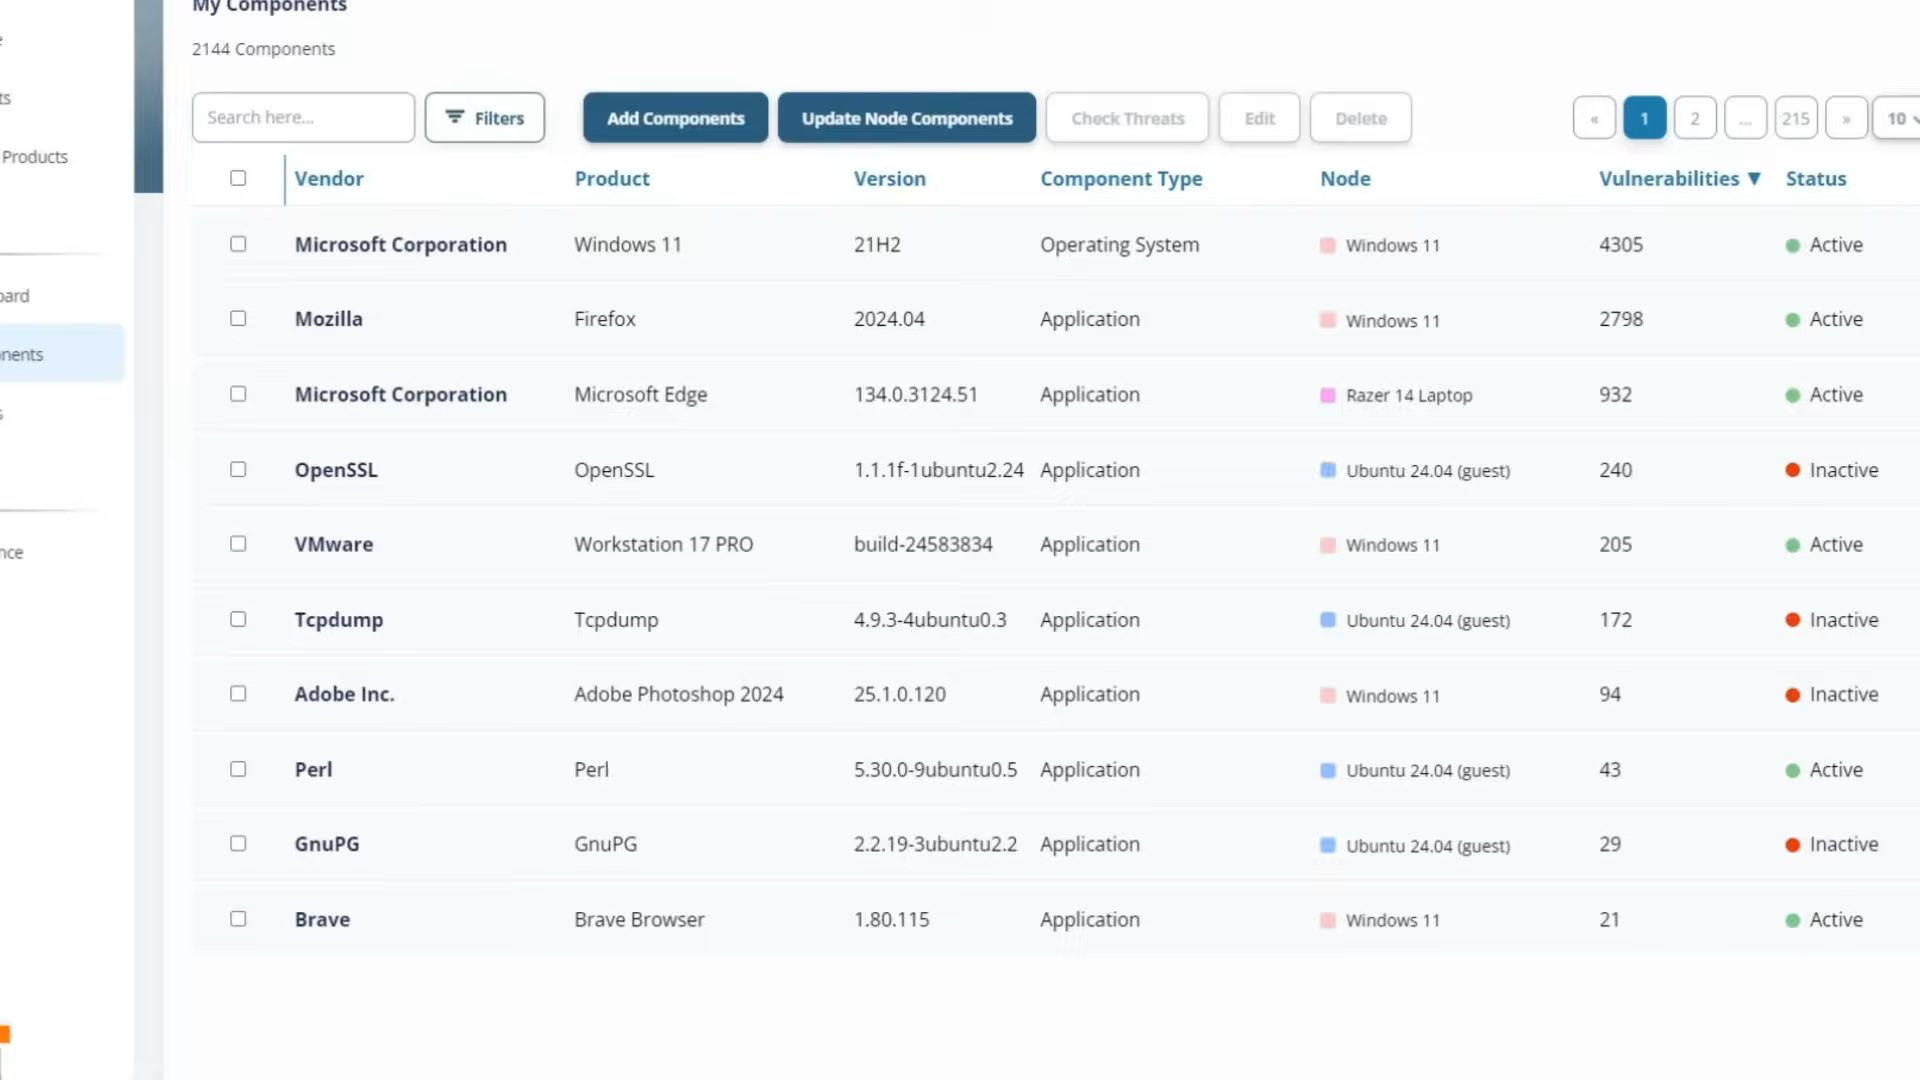 My Components
2144 Components
Search here... Filters Add Components Update Node Components Check Threats Edit Delete « 1 2 ... 215 » 10
ts
Products
oard
nents
s
nce
Vendor Product Version Component Type Node Vulnerabilities ▼ Status
Microsoft Corporation Windows 11 21H2 Operating System Windows 11 4305 Active
Mozilla Firefox 2024.04 Application Windows 11 2798 Active
Microsoft Corporation Microsoft Edge 134.0.3124.51 Application Razer 14 Laptop 932 Active
OpenSSL OpenSSL 1.1.1f-1ubuntu2.24 Application Ubuntu 24.04 (guest) 240 Inactive
VMware Workstation 17 PRO build-24583834 Application Windows 11 205 Active
Tcpdump Tcpdump 4.9.3-4ubuntu0.3 Application Ubuntu 24.04 (guest) 172 Inactive
Adobe Inc. Adobe Photoshop 2024 25.1.0.120 Application Windows 11 94 Inactive
Perl Perl 5.30.0-9ubuntu0.5 Application Ubuntu 24.04 (guest) 43 Active
GnuPG GnuPG 2.2.19-3ubuntu2.2 Application Ubuntu 24.04 (guest) 29 Inactive
Brave Brave Browser 1.80.115 Application Windows 11 21 Active